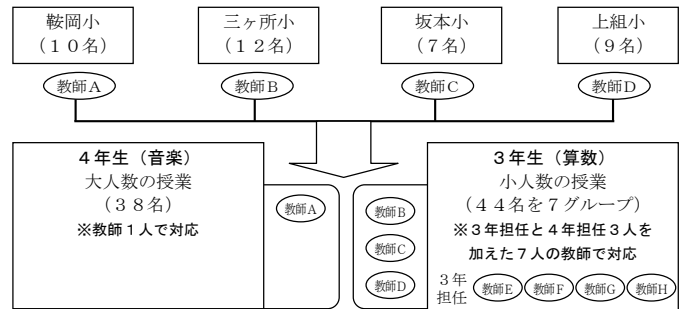 鞍岡小
(10名)
三ヶ所小
(12名)
坂本小
(7名)
上組小
(9名)
教師A
教師B
教師C
教師D
4年生(音楽)
大人数の授業
(38名)
※教師1人で対応
教師A
教師B
教師C
教師D
3年生(算数)
小人数の授業
(44名を7グループ)
※3年担任と4年担任3人を
加えた7人の教師で対応
3年
担任
教師E
教師F
教師G
教師H